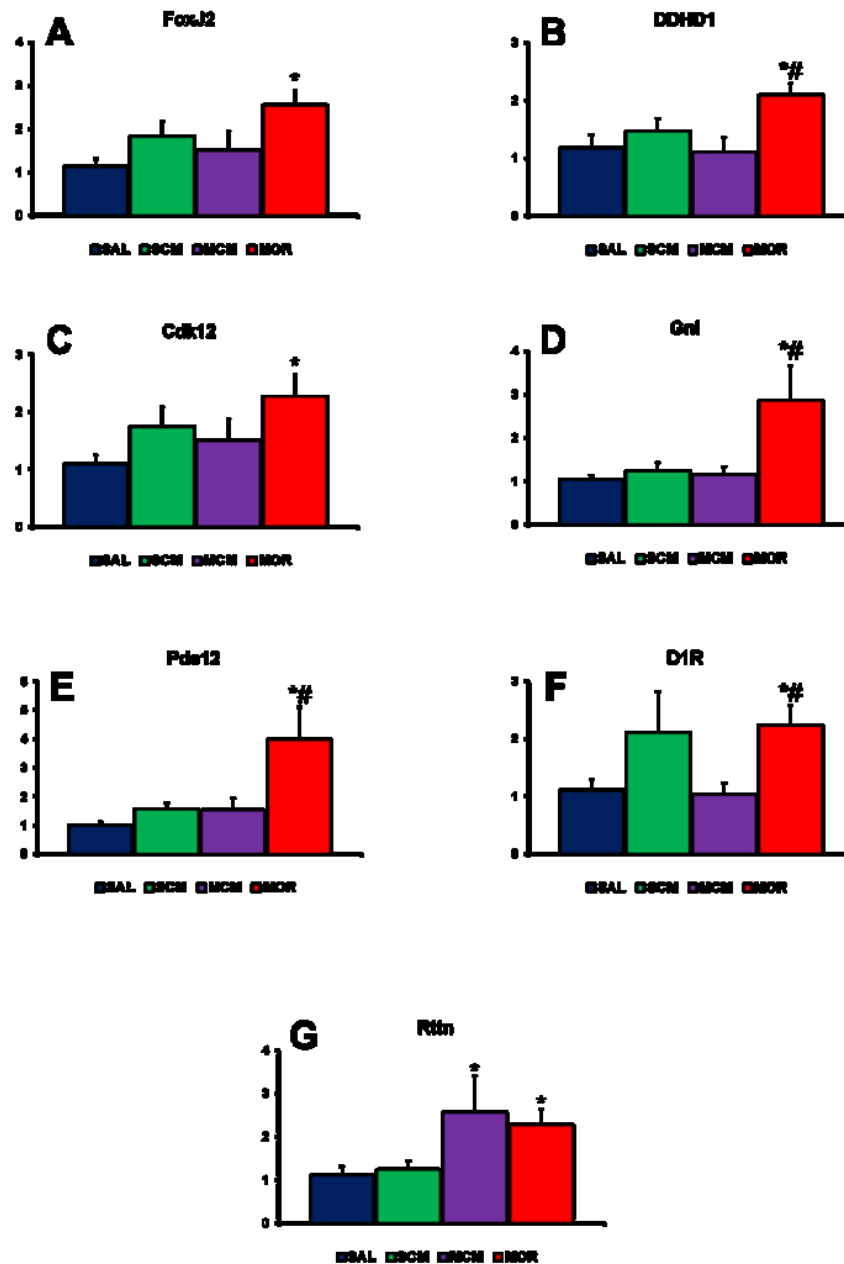 A FoxJ2 B DDHD1
4 3
3 *#
* 2
2 1
1 0
0
SAL SCM MCM MOR SAL SCM MCM MOR
C Cdk12 D Gnl
3 4
* *#
2 3
1 2
0 1
0
SAL SCM MCM MOR SAL SCM MCM MOR
E Pde12 F D1R
6 3
5 *# *#
4 2
3 1
2 0
1
0
SAL SCM MCM MOR SAL SCM MCM MOR
G Rttn
4
* *
3
2
1
0
SAL SCM MCM MOR